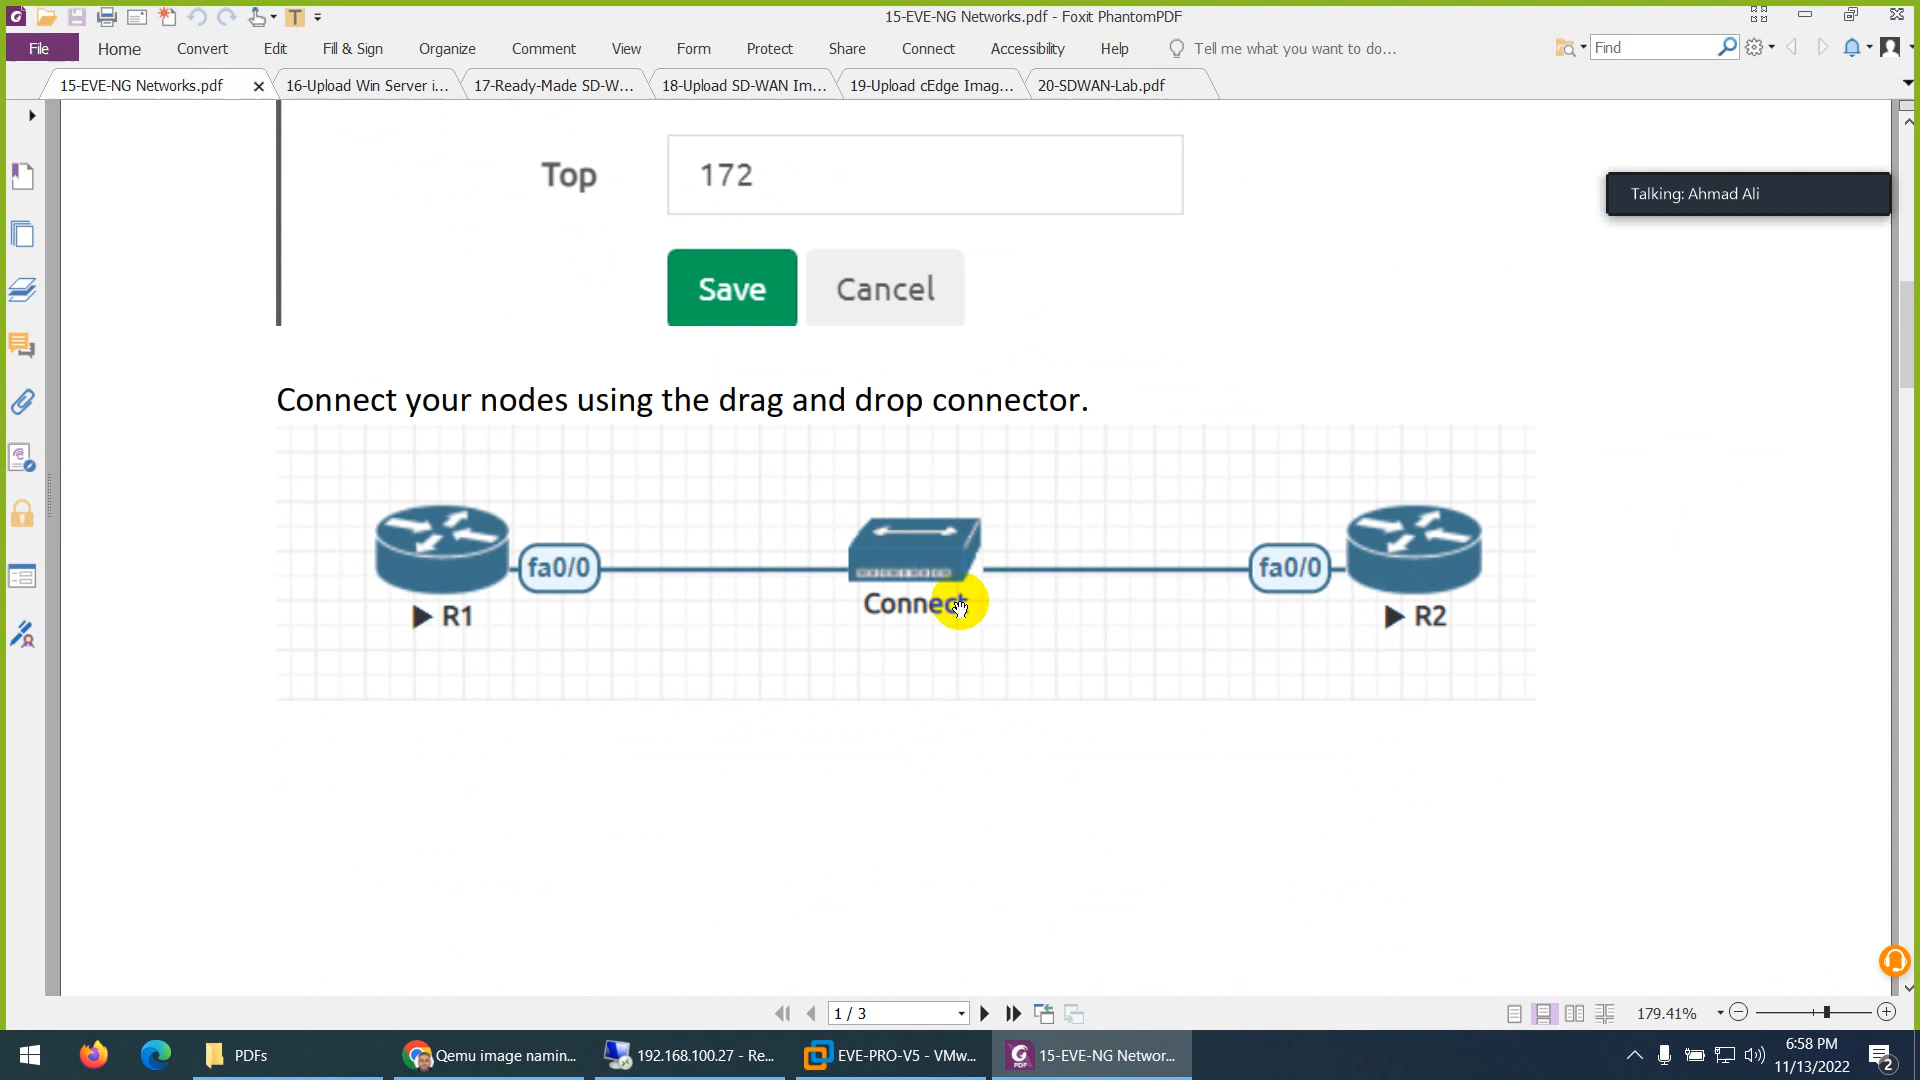 15-EVE-NG Networks.pdf - Foxit PhantomPDF
File Home Convert Edit Fill & Sign Organize Comment View Form Protect Share Connect Accessibility Help Tell me what you want to do... Find
15-EVE-NG Networks.pdf 16-Upload Win Server i... 17-Ready-Made SD-W... 18-Upload SD-WAN Im... 19-Upload cEdge Imag... 20-SDWAN-Lab.pdf
Top 172
Talking: Ahmad Ali
Save Cancel
Connect your nodes using the drag and drop connector.
fa0/0 fa0/0
Connect
R1 R2
1 / 3 179.41%
PDFs Qemu image namin... 192.168.100.27 - Re... EVE-PRO-V5 - VMw... 15-EVE-NG Networ... 6:58 PM
11/13/2022 2